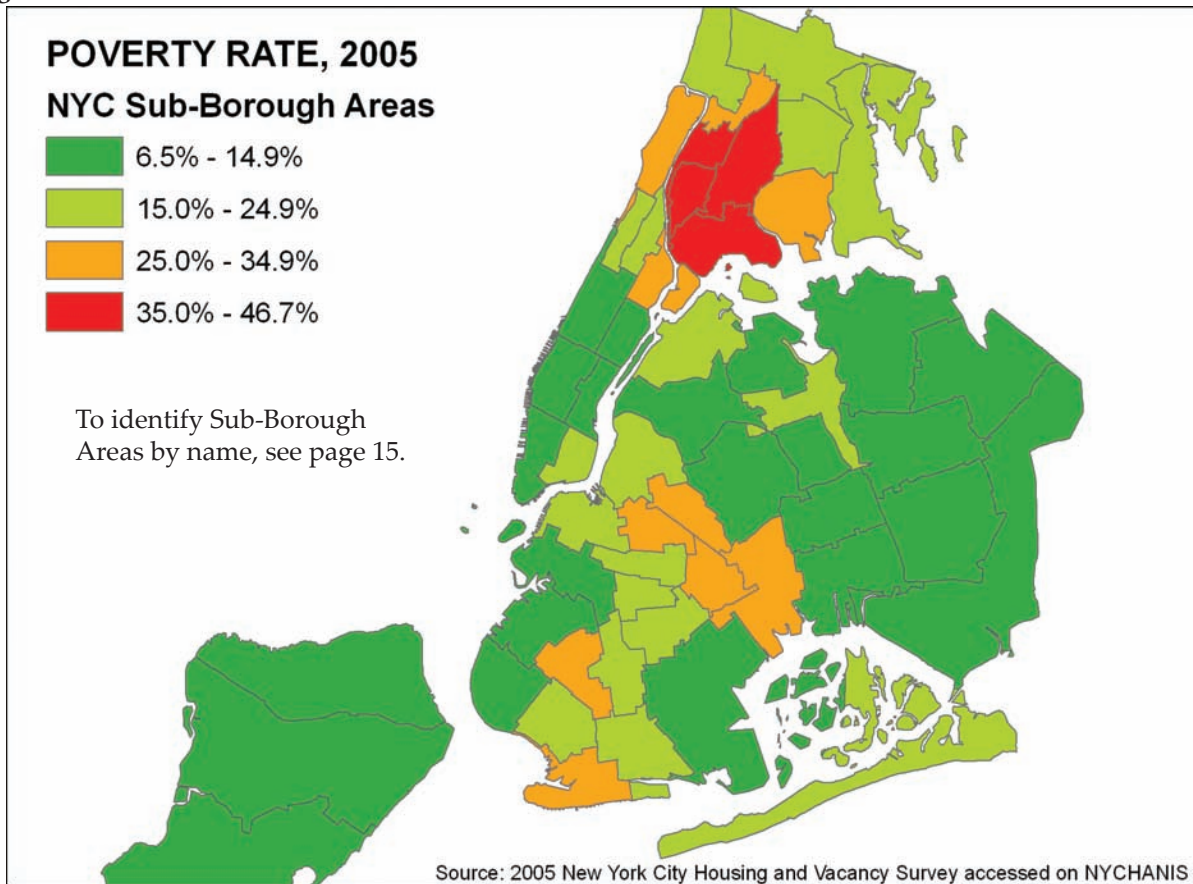 POVERTY RATE, 2005
NYC Sub-Borough Areas
6.5% - 14.9%
15.0% - 24.9%
25.0% - 34.9%
35.0% - 46.7%
To identify Sub-Borough
Areas by name, see page 15.
Source: 2005 New York City Housing and Vacancy Survey accessed on NYCHANIS